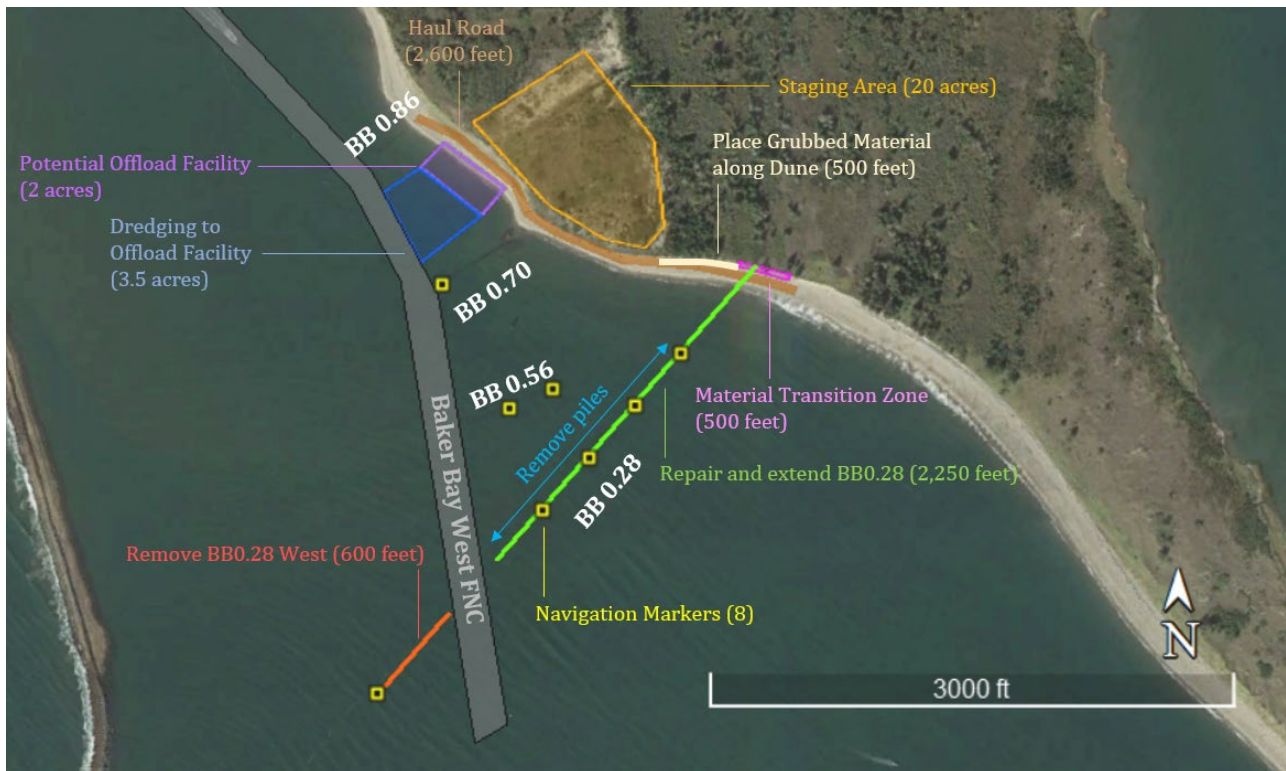 Haul Road
(2,600 feet)
Staging Area (20 acres)
BB 0.86
Place Grubbed Material
along Dune (500 feet)
Potential Offload Facility
(2 acres)
Dredging to
Offload Facility
(3.5 acres)
BB 0.70
BB 0.56
Remove piles
Material Transition Zone
(500 feet)
Baker Bay West FNC
BB 0.28
Repair and extend BB0.28 (2,250 feet)
Remove BB0.28 West (600 feet)
Navigation Markers (8)
N
3000 ft